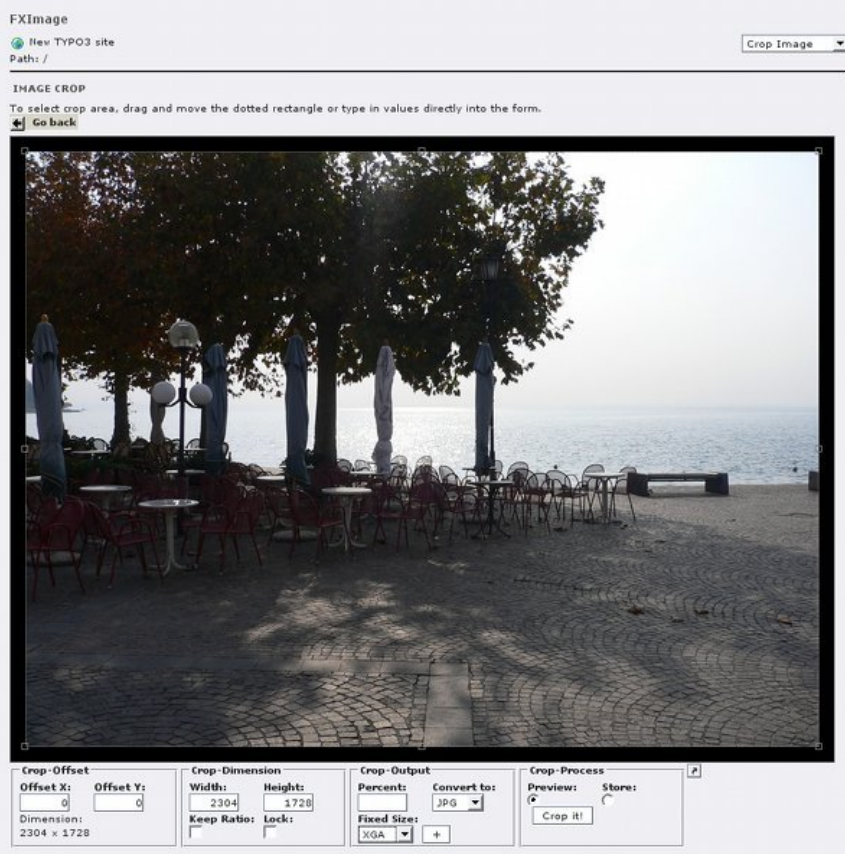 FXImage
New TYPO3 site
Crop Image
Path: /
IMAGE CROP
To select crop area, drag and move the dotted rectangle or type in values directly into the form.
Go back
Crop-Offset
Offset X: Offset Y:
0 0
Dimension:
2304 x 1728
Crop-Dimension
Width: Height:
2304 1728
Keep Ratio: Lock:
Crop-Output
Percent: Convert to:
JPG
Fixed Size:
XGA +
Crop-Process
Preview: Store:
Crop it!